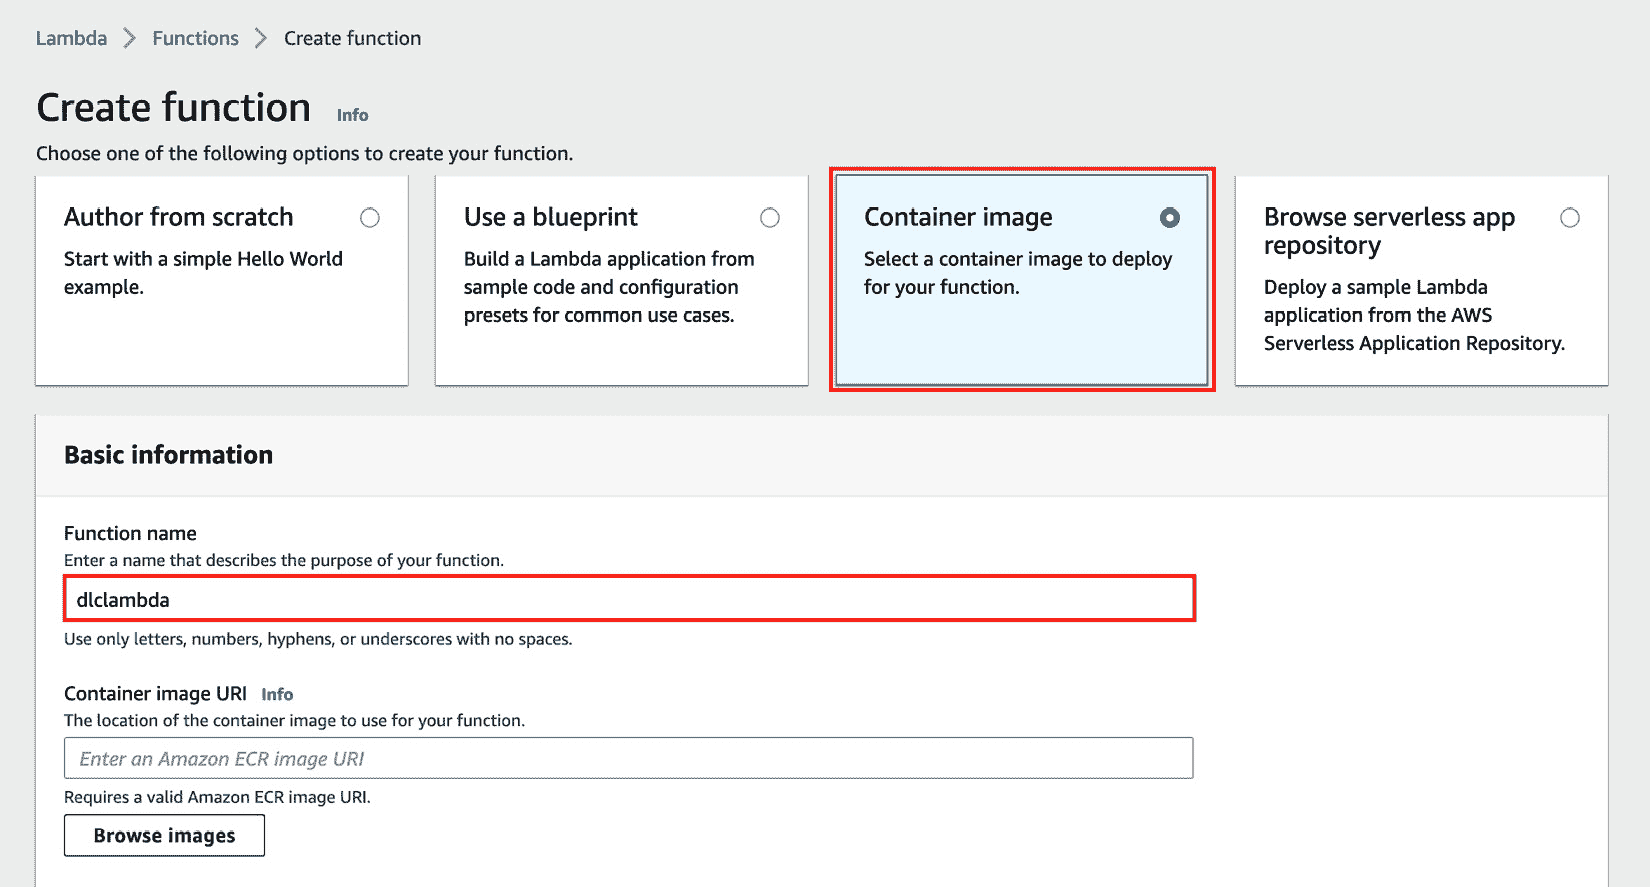 Lambda > Functions > Create function
Create function Info
Choose one of the following options to create your function.
Author from scratch
Start with a simple Hello World
example.
Use a blueprint
Build a Lambda application from
sample code and configuration
presets for common use cases.
Container image
Select a container image to deploy
for your function.
Browse serverless app
repository
Deploy a sample Lambda
application from the AWS
Serverless Application Repository.
Basic information
Function name
Enter a name that describes the purpose of your function.
dlclambda
Use only letters, numbers, hyphens, or underscores with no spaces.
Container image URI Info
The location of the container image to use for your function.
Enter an Amazon ECR image URI
Requires a valid Amazon ECR image URI.
Browse images